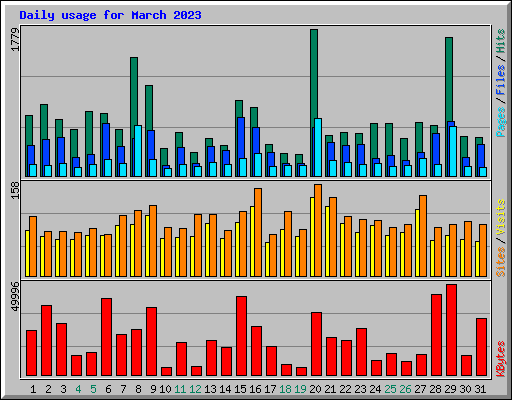 Daily usage for March 2023
1779
Pages / Files / Hits
188
Sites / Visits
49996
KBytes
1 2 3 4 5 6 7 8 9 10 11 12 13 14 15 16 17 18 19 20 21 22 23 24 25 26 27 28 29 30 31